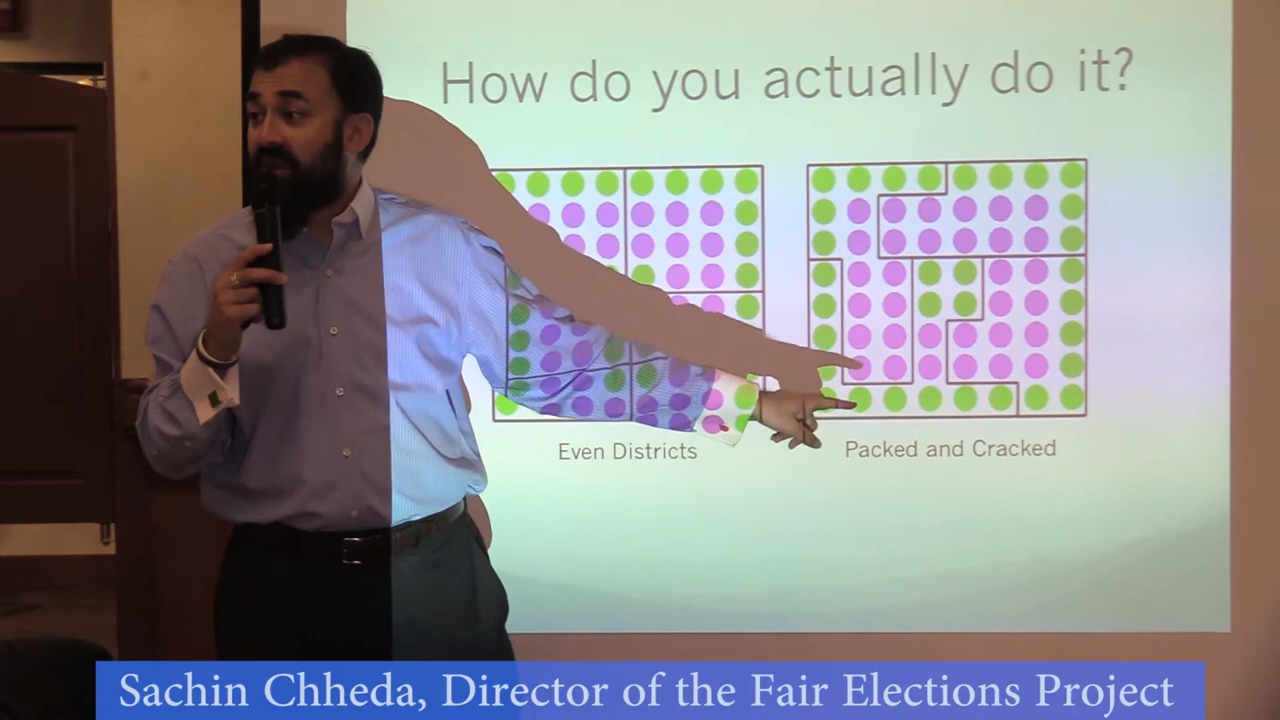 How do you actually do it?
Even Districts
Packed and Cracked
Sachin Chheda, Director of the Fair Elections Project